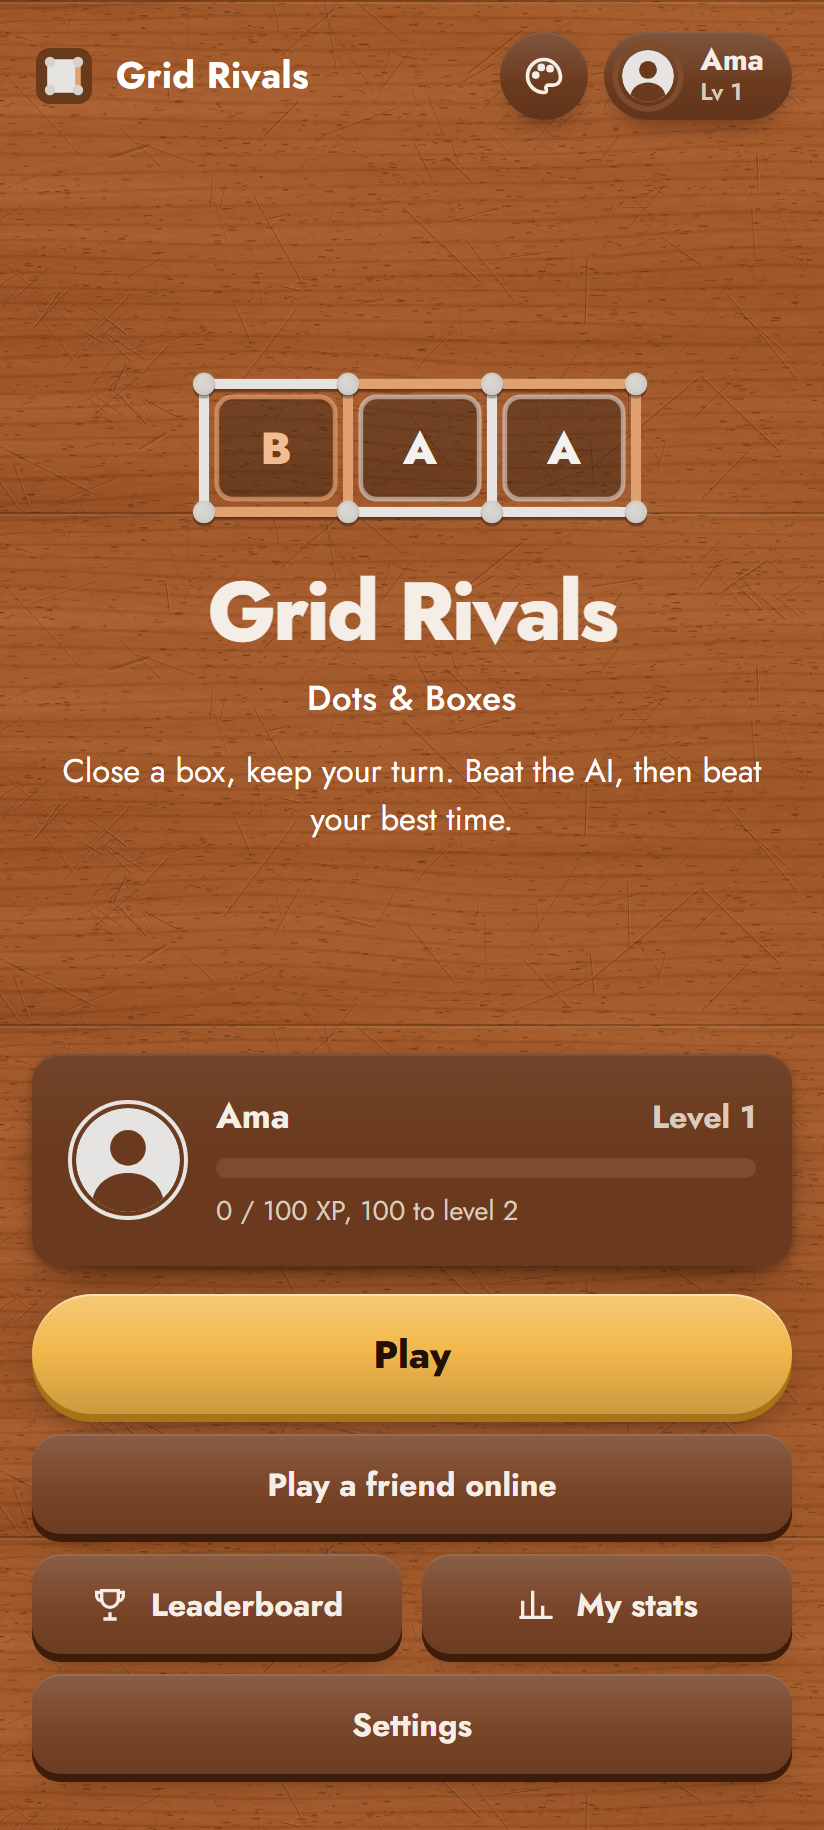 Grid Rivals
Ama
Lv 1
B A A
Grid Rivals
Dots & Boxes
Close a box, keep your turn. Beat the AI, then beat
your best time.
Ama Level 1
0 / 100 XP, 100 to level 2
Play
Play a friend online
Leaderboard My stats
Settings